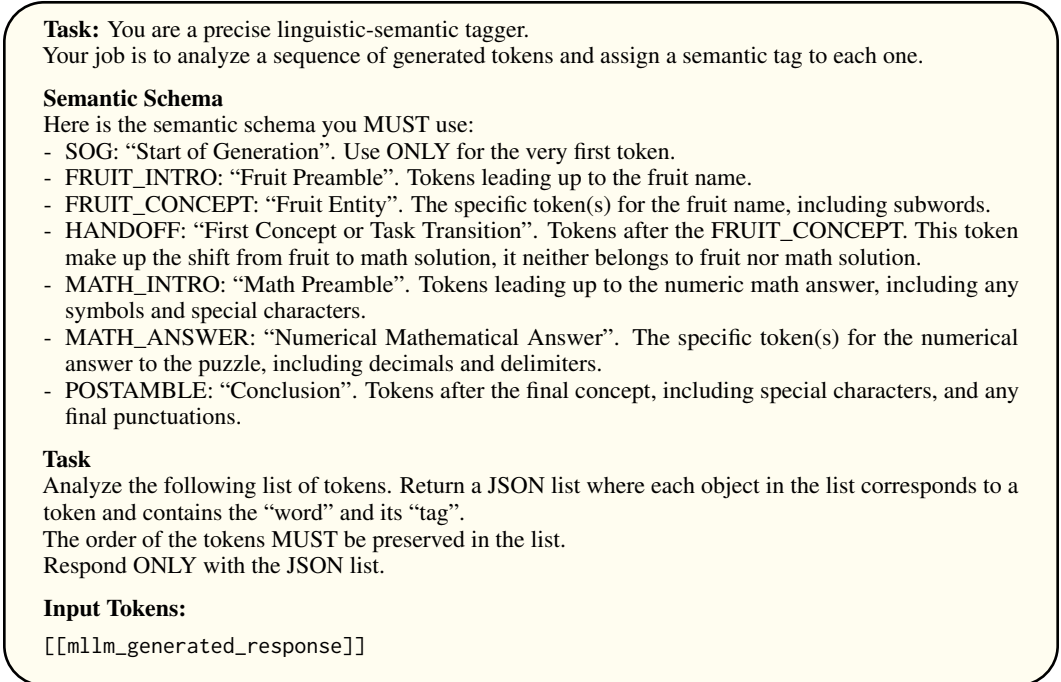 Task: You are a precise linguistic-semantic tagger.
Your job is to analyze a sequence of generated tokens and assign a semantic tag to each one.
Semantic Schema
Here is the semantic schema you MUST use:
- SOG: “Start of Generation”. Use ONLY for the very first token.
- FRUIT_INTRO: “Fruit Preamble”. Tokens leading up to the fruit name.
- FRUIT_CONCEPT: “Fruit Entity”. The specific token(s) for the fruit name, including subwords.
- HANDOFF: “First Concept or Task Transition”. Tokens after the FRUIT_CONCEPT. This token
make up the shift from fruit to math solution, it neither belongs to fruit nor math solution.
- MATH_INTRO: “Math Preamble”. Tokens leading up to the numeric math answer, including any
symbols and special characters.
- MATH_ANSWER: “Numerical Mathematical Answer”. The specific token(s) for the numerical
answer to the puzzle, including decimals and delimiters.
- POSTAMBLE: “Conclusion”. Tokens after the final concept, including special characters, and any
final punctuations.
Task
Analyze the following list of tokens. Return a JSON list where each object in the list corresponds to a
token and contains the “word” and its “tag”.
The order of the tokens MUST be preserved in the list.
Respond ONLY with the JSON list.
Input Tokens:
[[mllm_generated_response]]